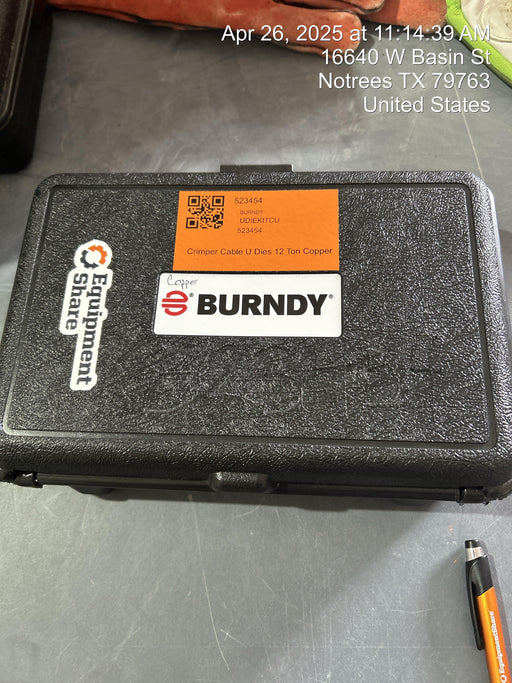 Apr 26, 2025 at 11:14:39 AM
16640 W Basin St
Notrees TX 79763
United States
523454
BURNDY
UDIEKITCU
523454
Crimper Cable U Dies 12 Ton Copper
Copper
BURNDY®
Equipment
Share
EquipmentShare